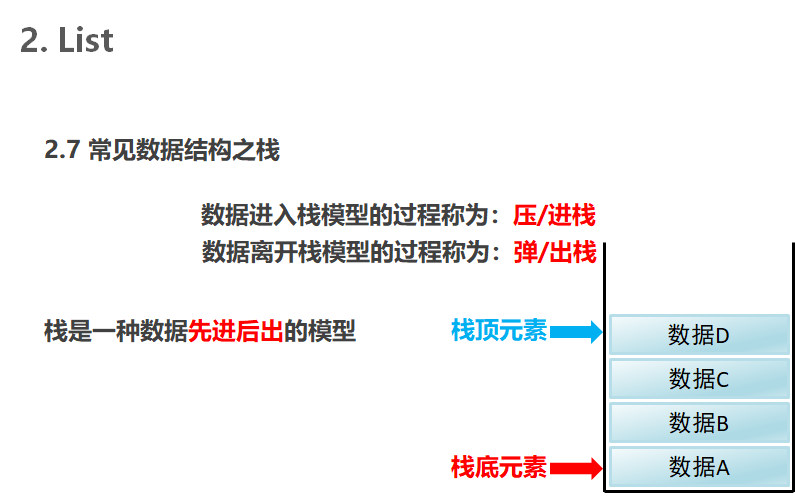 2. List
2.7 常见数据结构之栈
数据进入栈模型的过程称为：压/进栈
数据离开栈模型的过程称为：弹/出栈
栈是一种数据先进后出的模型
栈顶元素
数据D
数据C
数据B
栈底元素
数据A